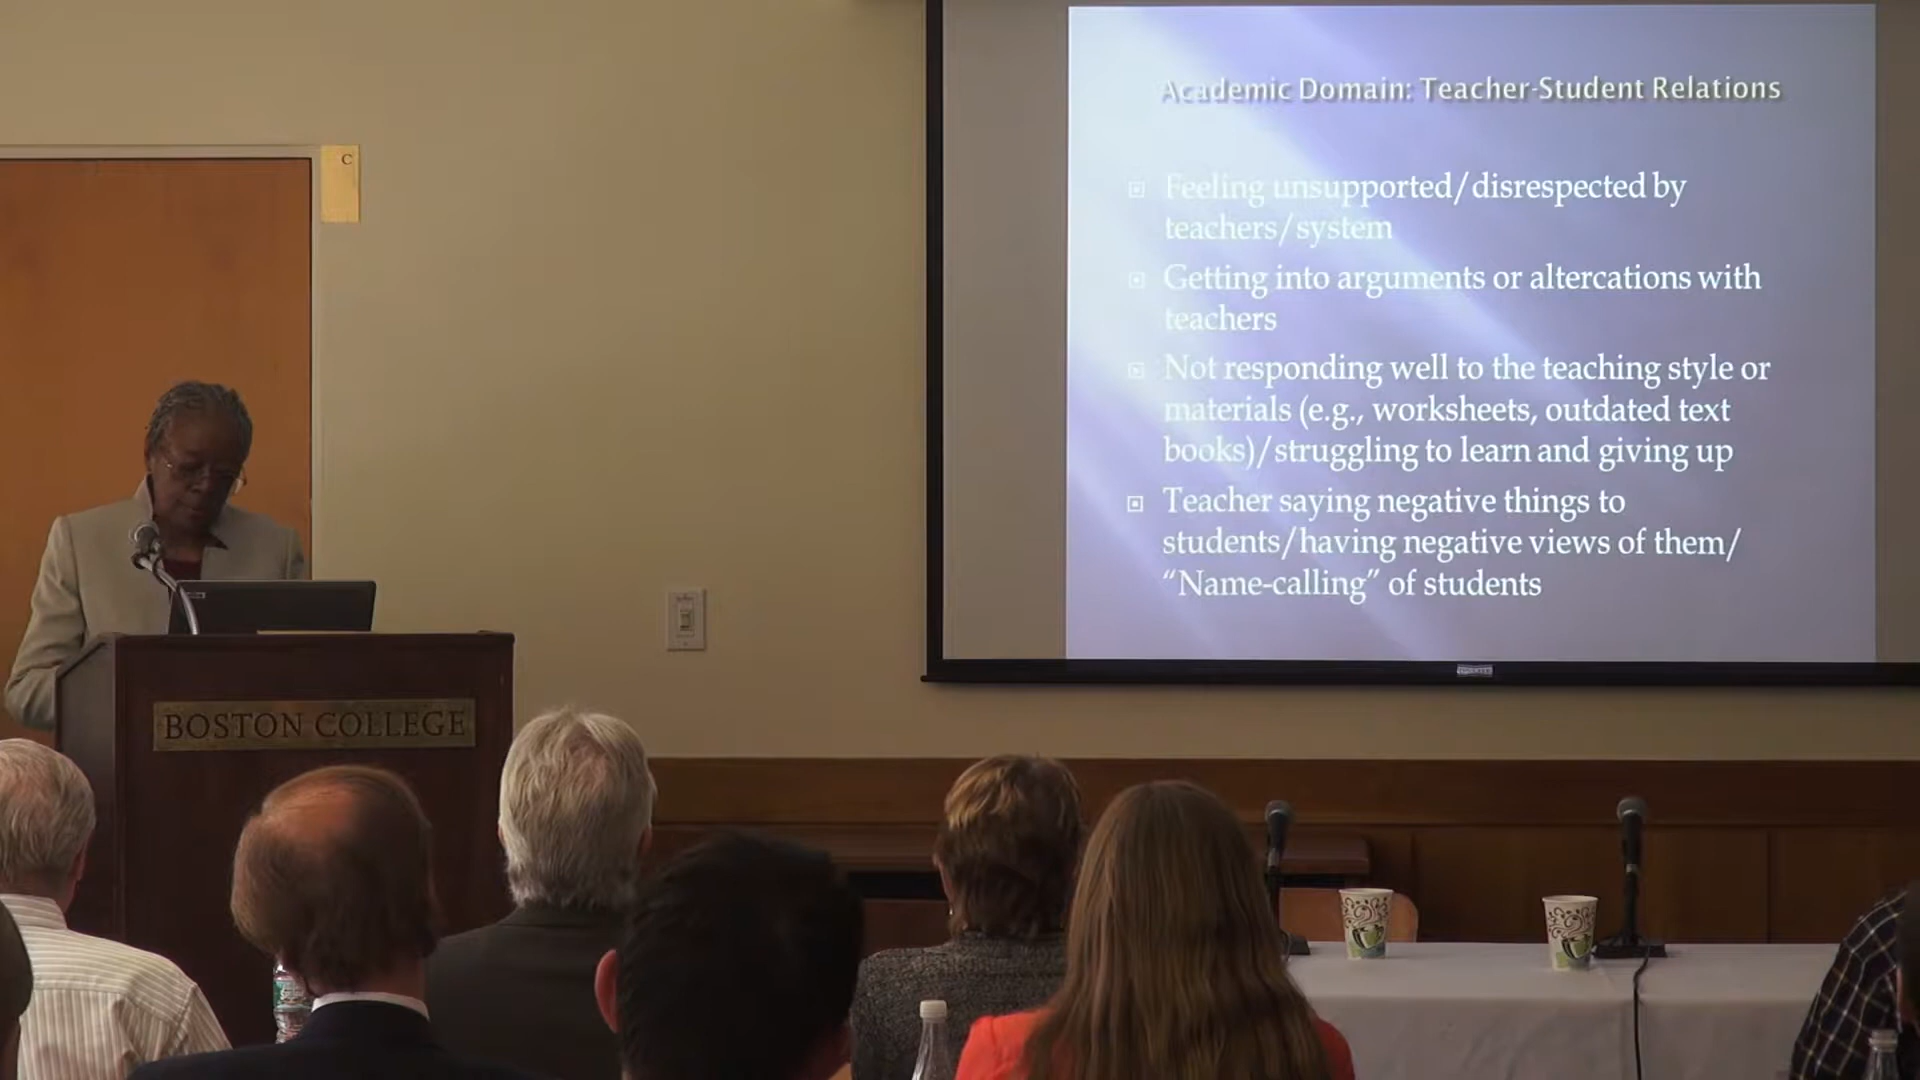 Academic Domain: Teacher-Student Relations
Feeling unsupported/disrespected by
teachers/system
Getting into arguments or altercations with
teachers
Not responding well to the teaching style or
materials (e.g., worksheets, outdated text
books)/struggling to learn and giving up
Teacher saying negative things to
students/having negative views of them/
“Name-calling” of students
C
BOSTON COLLEGE